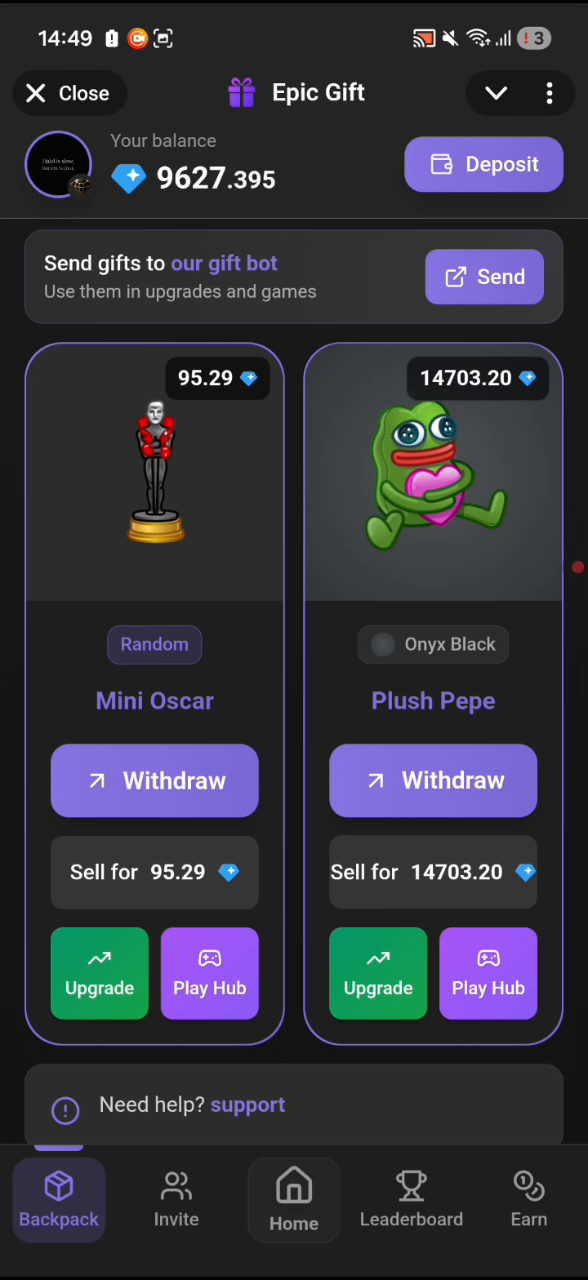 14:49
3
Close
Epic Gift
Your balance
9627.395
Deposit
Send gifts to our gift bot
Use them in upgrades and games
Send
95.29
14703.20
Random
Onyx Black
Mini Oscar
Plush Pepe
Withdraw
Withdraw
Sell for 95.29
Sell for 14703.20
Upgrade
Play Hub
Upgrade
Play Hub
Need help? support
Backpack
Invite
Home
Leaderboard
Earn